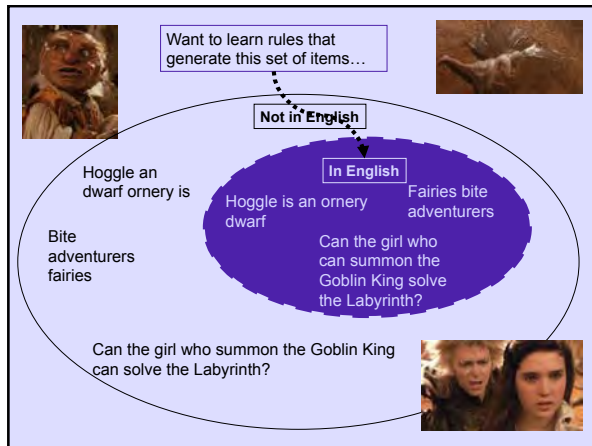 Want to learn rules that
generate this set of items…
Not in English
In English
Hoggle an
dwarf ornery is
Hoggle is an ornery
dwarf
Fairies bite
adventurers
Bite
adventurers
fairies
Can the girl who
can summon the
Goblin King solve
the Labyrinth?
Can the girl who summon the Goblin King
can solve the Labyrinth?